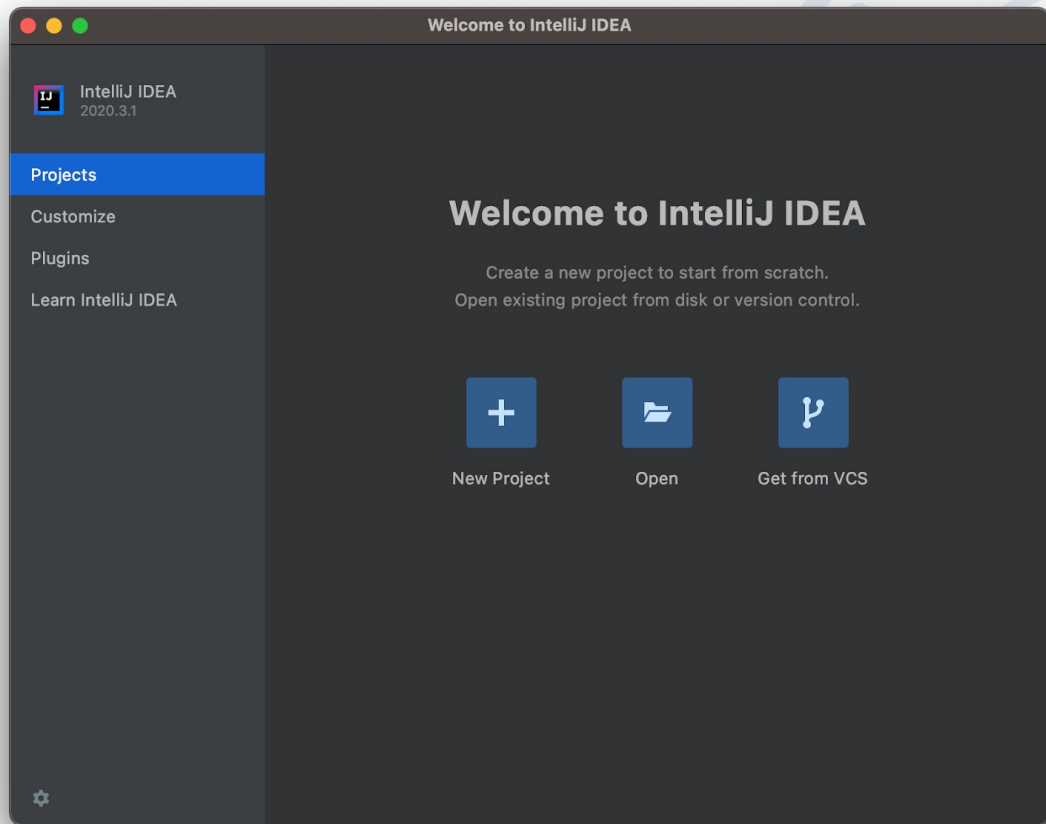 Welcome to IntelliJ IDEA
IJ
IntelliJ IDEA
2020.3.1
Projects
Customize
Plugins
Learn IntelliJ IDEA
Welcome to IntelliJ IDEA
Create a new project to start from scratch.
Open existing project from disk or version control.
New Project
Open
Get from VCS